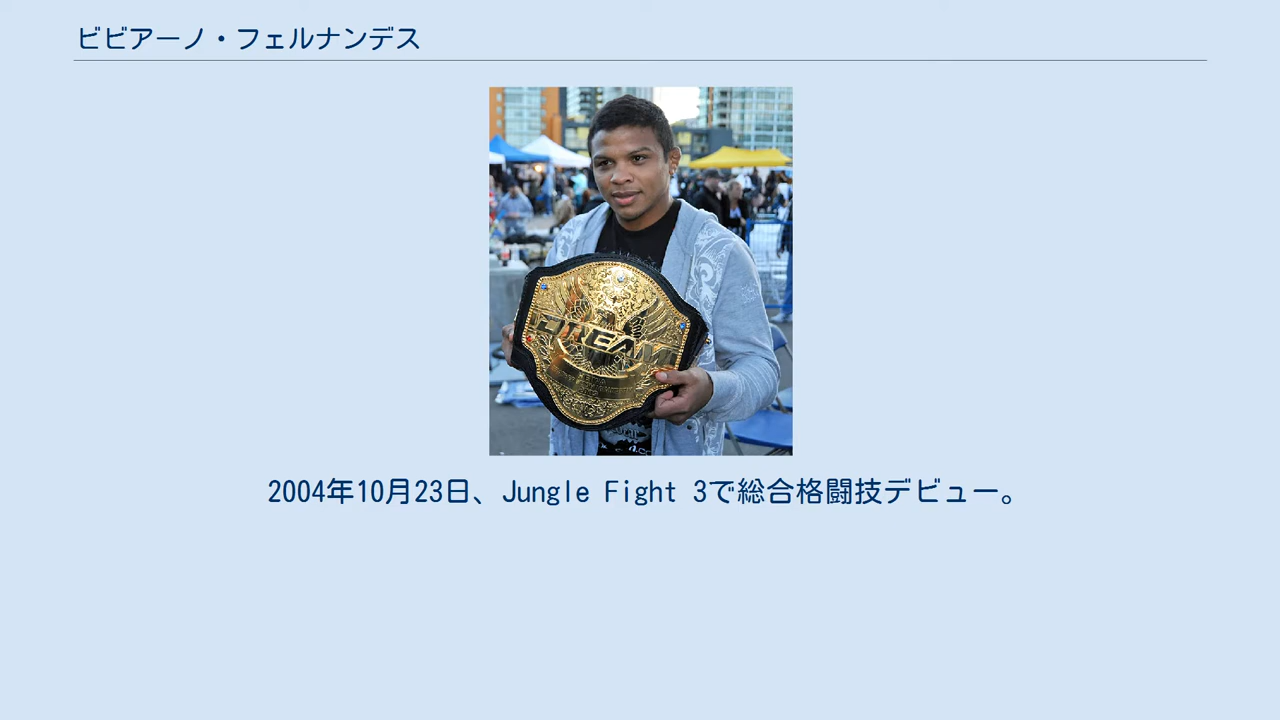 ビビアーノ・フェルナンデス
DREAM
2004年10月23日、Jungle Fight 3で総合格闘技デビュー。